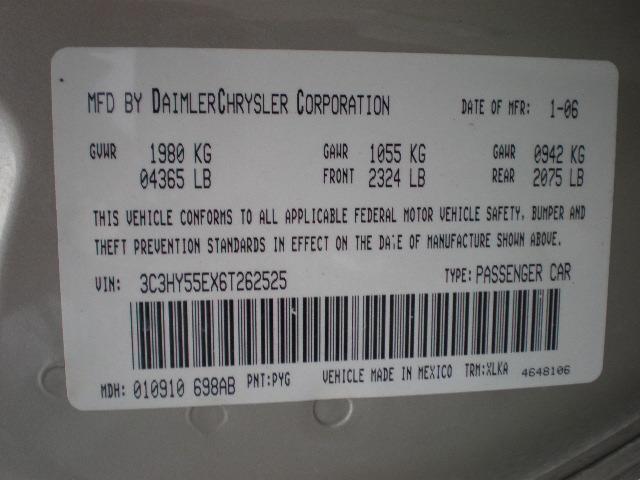 MFD BY DAIMLERCHRYSLER CORPORATION DATE OF MFR: 1-06
GVWR 1980 KG GAWR 1055 KG GAWR 0942 KG
04365 LB FRONT 2324 LB REAR 2075 LB
THIS VEHICLE CONFORMS TO ALL APPLICABLE FEDERAL MOTOR VEHICLE SAFETY, BUMPER AND
THEFT PREVENTION STANDARDS IN EFFECT ON THE DATE OF MANUFACTURE SHOWN ABOVE.
VIN: 3C3HY55EX6T262525 TYPE: PASSENGER CAR
MDH: 010910 698AB PNT:PYG VEHICLE MADE IN MEXICO TRM:XLKA 4648106